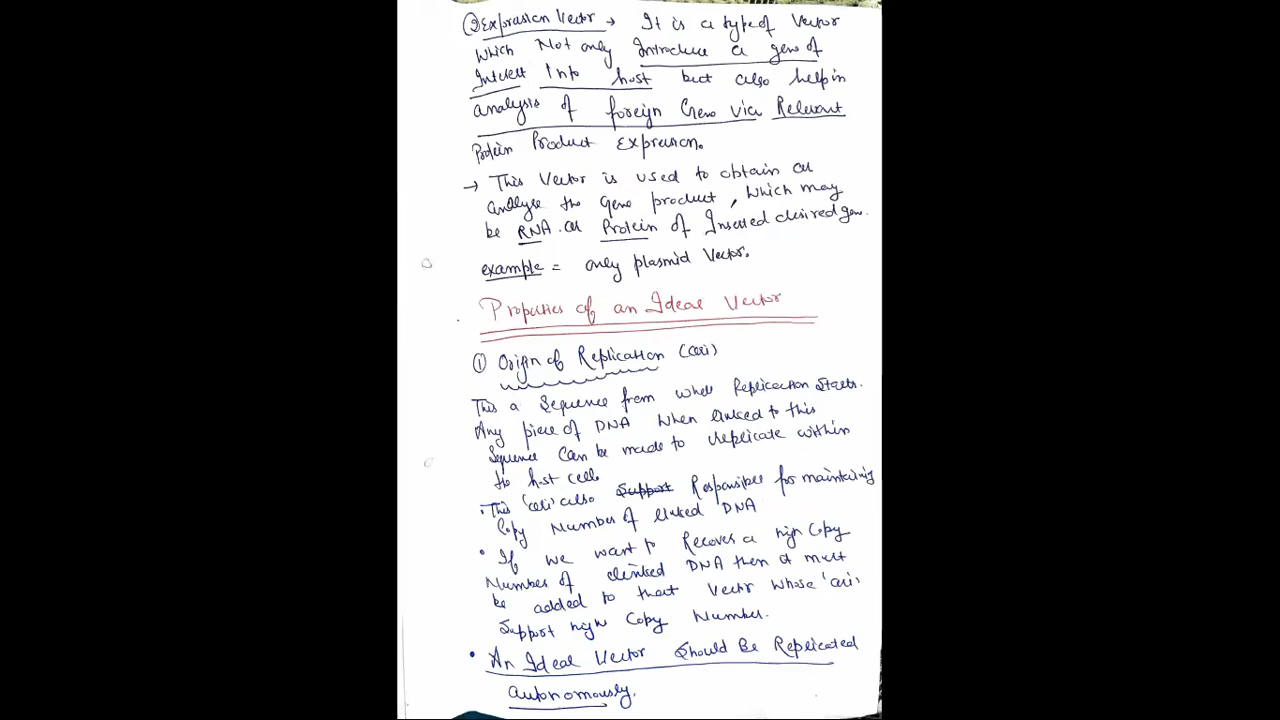 ② Expression Vector → It is a type of Vector
which Not only Introduce a gene of
Interest Into host but also help in
analysis of foreign Gene via Relevant
Protein Product Expression.
→ This Vector is used to obtain or
analyse the Gene product, which may
be RNA or Protein of Inserted desired gene.
example = only plasmid Vector.
Properties of an Ideal Vector
① Origin of Replication (ori)
This a Sequence from where Replication Starts.
Any piece of DNA when linked to this
Sequence can be made to replicate within
the host cells
• This 'ori' also Support Responsible for maintaining
Copy Number of linked DNA
• If we want to Recover a high Copy
Number of linked DNA then it must
be added to that Vector whose 'ori'
Support high Copy Number.
• An Ideal Vector Should Be Replicated
autonomously.